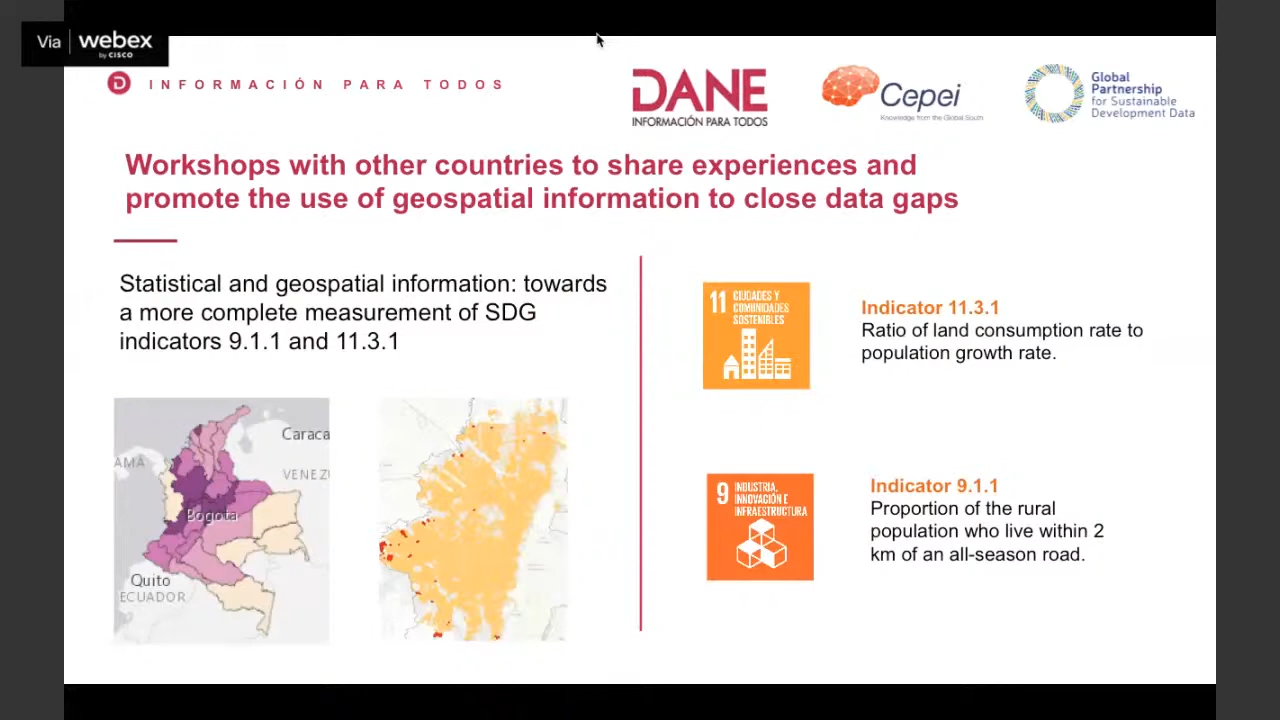 Via webex
by CISCO
INFORMACIÓN PARA TODOS
DANE
INFORMACIÓN PARA TODOS
Cepei
Knowledge from the Global South
Global
Partnership
for Sustainable
Development Data
Workshops with other countries to share experiences and
promote the use of geospatial information to close data gaps
Statistical and geospatial information: towards
a more complete measurement of SDG
indicators 9.1.1 and 11.3.1
Caraca
AMÁ
VENEZ
Bogota
Quito
ECUADOR
11 CIUDADES Y
COMUNIDADES
SOSTENIBLES
Indicator 11.3.1
Ratio of land consumption rate to
population growth rate.
9 INDUSTRIA,
INNOVACIÓN E
INFRAESTRUCTURA
Indicator 9.1.1
Proportion of the rural
population who live within 2
km of an all-season road.